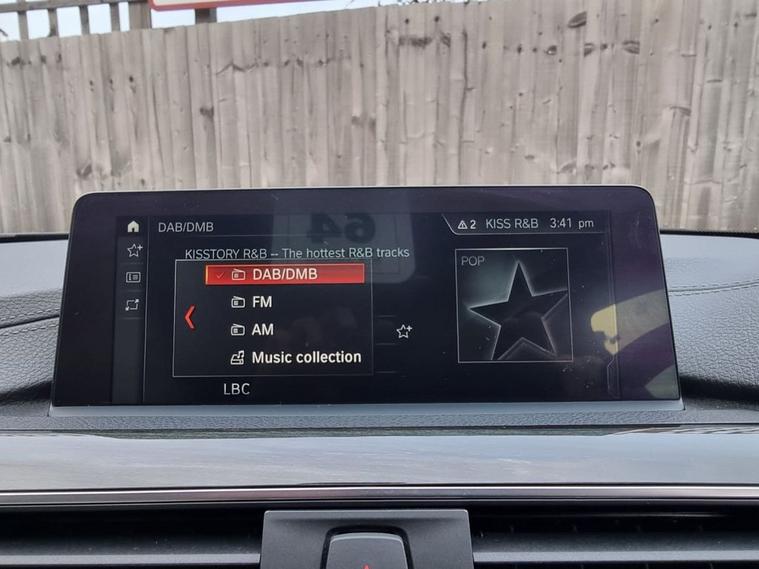 DAB/DMB
2 KISS R&B 3:41 pm
KISSTORY R&B -- The hottest R&B tracks
POP
DAB/DMB
FM
AM
Music collection
LBC
64